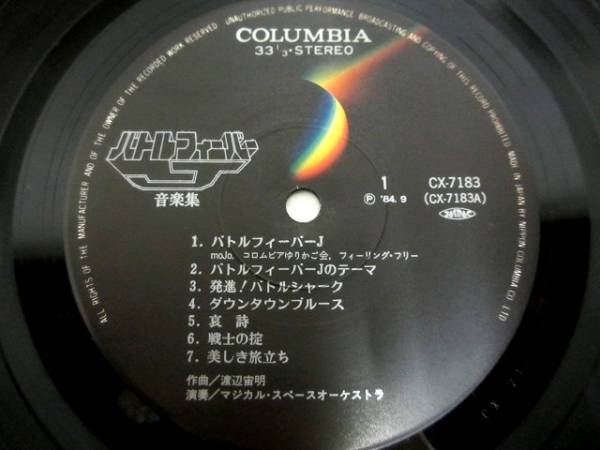 UNAUTHORIZED PUBLIC PERFORMANCE BROADCASTING AND COPYING OF THIS RECORD PROHIBITED MADE IN JAPAN BY NIPPON COLUMBIA CO LTD
ALL RIGHTS OF THE MANUFACTURER AND OF THE OWNER OF THE RECORDED WORK RESERVED
COLUMBIA
33 1/3・STEREO
バトルフィーバーJ
音楽集
1
Ⓟ '84. 9
CX-7183
(CX-7183A)
1. バトルフィーバーJ
moJo、コロムビアゆりかご会、フィーリング・フリー
2. バトルフィーバーJのテーマ
3. 発進！バトルシャーク
4. ダウンタウンブルース
5. 哀 詩
6. 戦士の掟
7. 美しき旅立ち
作曲／渡辺宙明
演奏／マジカル・スペースオーケストラ